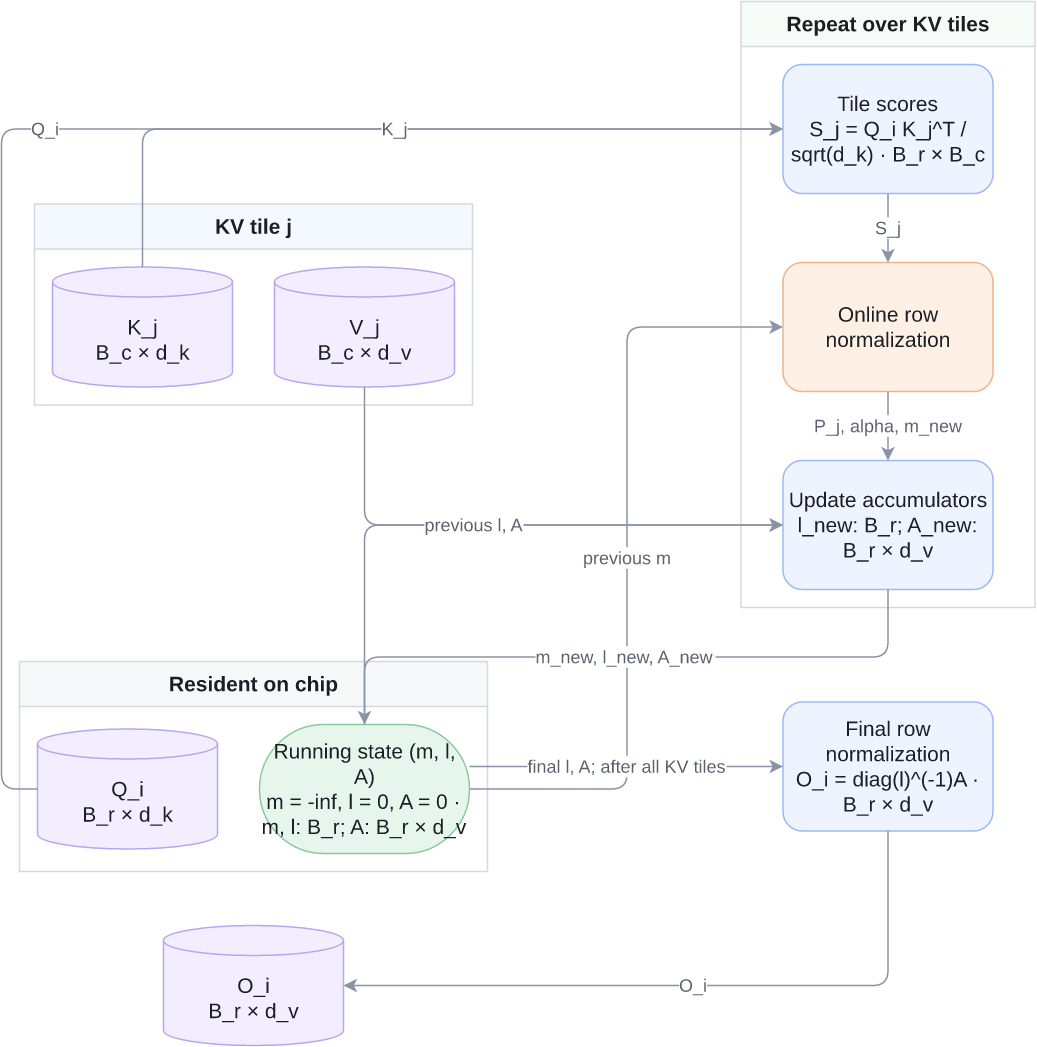 Repeat over KV tiles
Tile scores
S_j = Q_i K_j^T /
sqrt(d_k) · B_r × B_c
Q_i
K_j
KV tile j
S_j
K_j
B_c × d_k
V_j
B_c × d_v
Online row
normalization
P_j, alpha, m_new
previous l, A
Update accumulators
l_new: B_r; A_new:
B_r × d_v
previous m
m_new, l_new, A_new
Resident on chip
Q_i
B_r × d_k
Running state (m, l,
A)
m = -inf, l = 0, A = 0 ·
m, l: B_r; A: B_r × d_v
final l, A; after all KV tiles
Final row
normalization
O_i = diag(l)^(-1)A ·
B_r × d_v
O_i
B_r × d_v
O_i